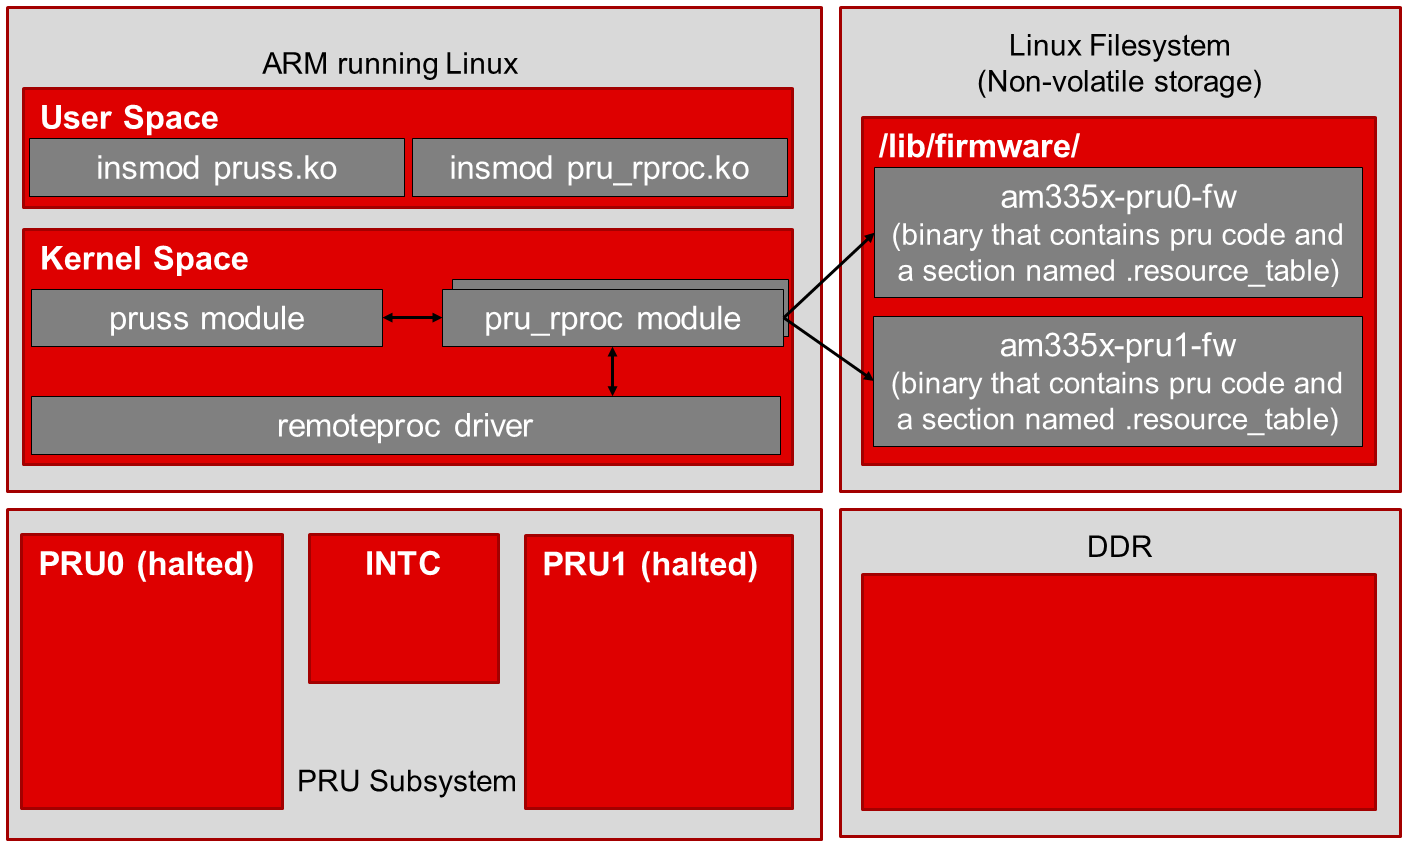 ARM running Linux
User Space
insmod pruss.ko
insmod pru_rproc.ko
Kernel Space
pruss module
pru_rproc module
remoteproc driver
Linux Filesystem
(Non-volatile storage)
/lib/firmware/
am335x-pru0-fw
(binary that contains pru code and
a section named .resource_table)
am335x-pru1-fw
(binary that contains pru code and
a section named .resource_table)
PRU0 (halted)
INTC
PRU1 (halted)
PRU Subsystem
DDR